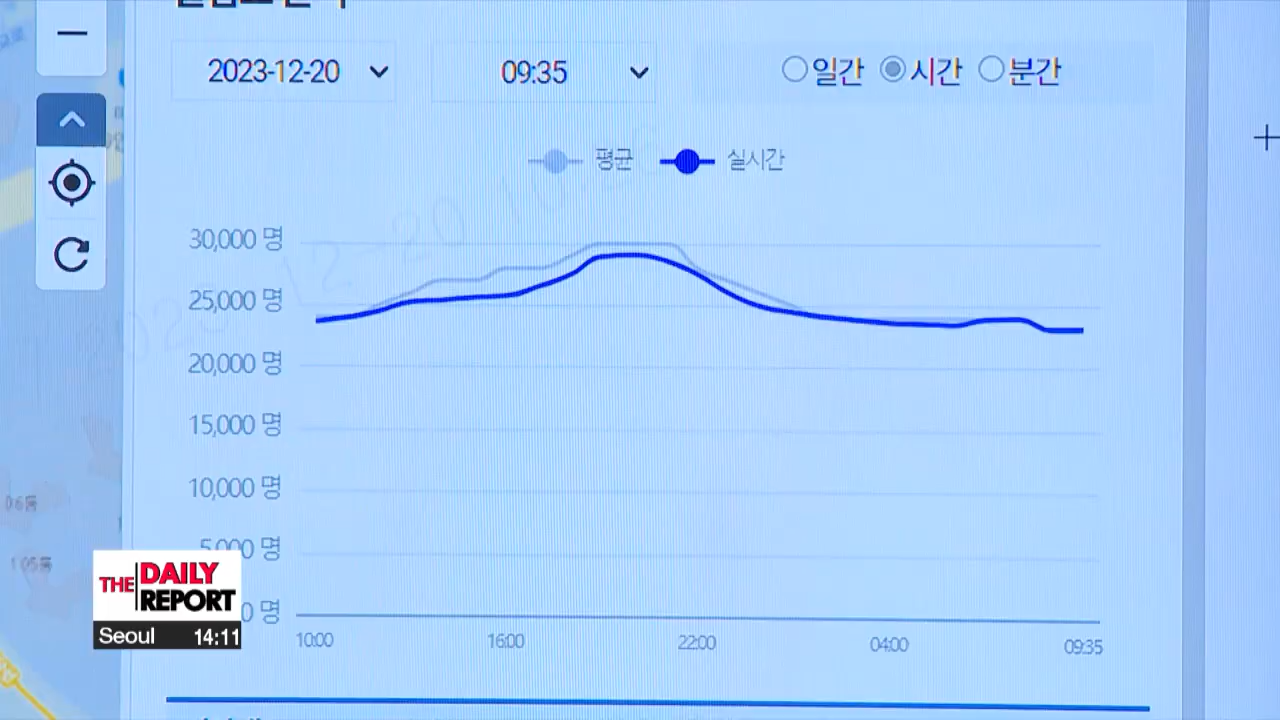 2023-12-20
09:35
일간 시간 분간
평균 실시간
30,000 명
25,000 명
20,000 명
15,000 명
10,000 명
5,000 명
0 명
10:00 16:00 22:00 04:00 09:35
THE DAILY REPORT
Seoul 14:11